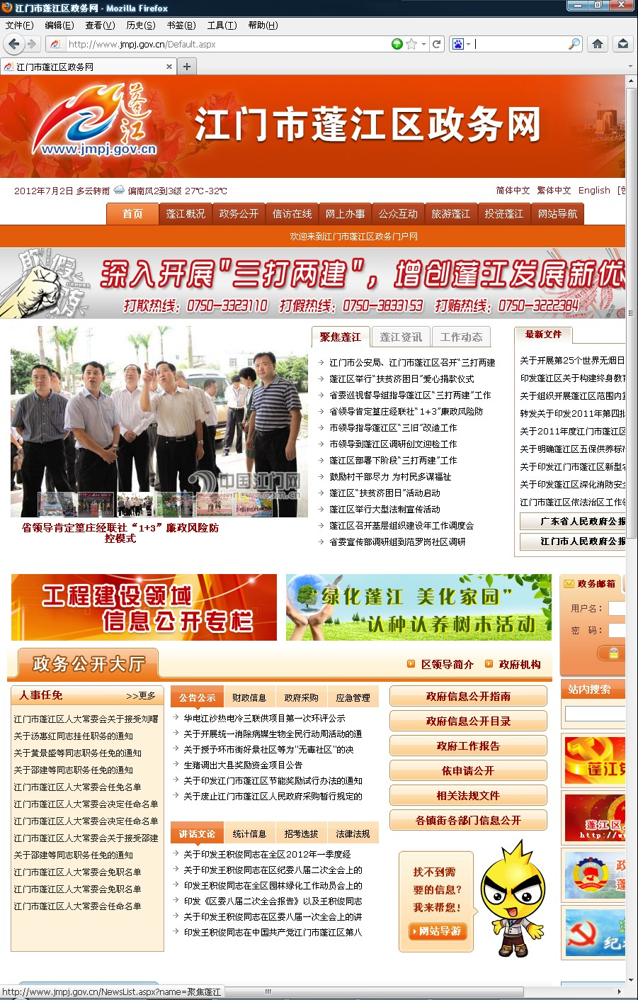 江门市蓬江区政务网 - Mozilla Firefox
文件(F) 编辑(E) 查看(V) 历史(S) 书签(B) 工具(T) 帮助(H)
http://www.jmpj.gov.cn/Default.aspx
江门市蓬江区政务网
蓬江
www.jmpj.gov.cn
江门市蓬江区政务网
2012年7月2日 多云转雨 偏南风2到3级 27℃-32℃
简体中文 繁体中文 English
首页 蓬江概况 政务公开 信访在线 网上办事 公众互动 旅游蓬江 投资蓬江 网站导航
欢迎来到江门市蓬江区政务门户网
深入开展"三打两建"，增创蓬江发展新优
打欺热线：0750-3323110 打假热线：0750-3833153 打贿热线：0750-3222384
中国江门网
省领导肯定篁庄经联社“1+3”廉政风险防
控模式
聚焦蓬江 蓬江资讯 工作动态
江门市公安局、江门市蓬江区召开“三打两建
蓬江区举行“扶贫济困日”爱心捐款仪式
省委巡视督导组指导蓬江区“三打两建”工作
省领导肯定篁庄经联社“1+3”廉政风险防
市领导指导蓬江区“三旧”改造工作
市领导到蓬江区调研创文迎检工作
蓬江区部署下阶段“三打两建”工作
鼓励村干部尽力 为村民多谋福祉
蓬江区“扶贫济困日”活动启动
蓬江区举行大型法制宣传活动
蓬江区召开基层组织建设年工作调度会
省委宣传部调研组到范罗岗社区调研
最新文件
关于开展第25个世界无烟日
印发蓬江区关于构建终身教育
关于组织开展蓬江区范围内重
转发关于印发2011年第四批
关于2011年度江门市蓬江区
关于明确蓬江区五保供养标准
关于印发江门市蓬江区新型农
关于印发蓬江区深化消防安全
江门市蓬江区依法治区工作领
广东省人民政府公报
江门市人民政府公报
工程建设领域
信息公开专栏
“绿化蓬江 美化家园”
认种认养树木活动
政务邮箱
用户名：
密 码：
政务公开大厅
区领导简介 政府机构
人事任免 >>更多
江门市蓬江区人大常委会关于接受刘曙
关于汤惠红同志挂任职务的通知
关于黄景盛等同志职务任免的通知
关于邵建等同志职务任免的通知
江门市蓬江区人大常委会任免名单
江门市蓬江区人大常委会决定任命名单
江门市蓬江区人大常委会决定任命名单
江门市蓬江区人大常委会关于接受邵建
关于邵建等同志职务任免的通知
江门市蓬江区人大常委会免职名单
江门市蓬江区人大常委会免职名单
江门市蓬江区人大常委会任命名单
公告公示 财政信息 政府采购 应急管理
华电江沙热电冷三联供项目第一次环评公示
关于开展统一消除病媒生物全民行动周活动的通
关于授予环市街好景社区等为"无毒社区"的决
生猪调出大县奖励资金项目公告
关于印发江门市蓬江区节能奖励试行办法的通知
关于废止江门市蓬江区人民政府采购暂行规定的
讲话文论 统计信息 招考选拔 法律法规
关于印发王积俊同志在全区2012年一季度经
关于印发王积俊同志在区纪委八届二次全会上的
印发王积俊同志在全区园林绿化工作动员会上的
印发《区委八届二次全会报告》以及王积俊同志
关于印发王积俊同志在区委八届一次全会上的讲
印发王积俊同志在中国共产党江门市蓬江区第八
政府信息公开指南
政府信息公开目录
政府工作报告
依申请公开
相关法规文件
各镇街各部门信息公开
找不到需
要的信息?
我来帮您!
网站导游
站内搜索
蓬江党
蓬江区
http://w
政
蓬
纪
http://www.jmpj.gov.cn/NewsList.aspx?name=聚焦蓬江